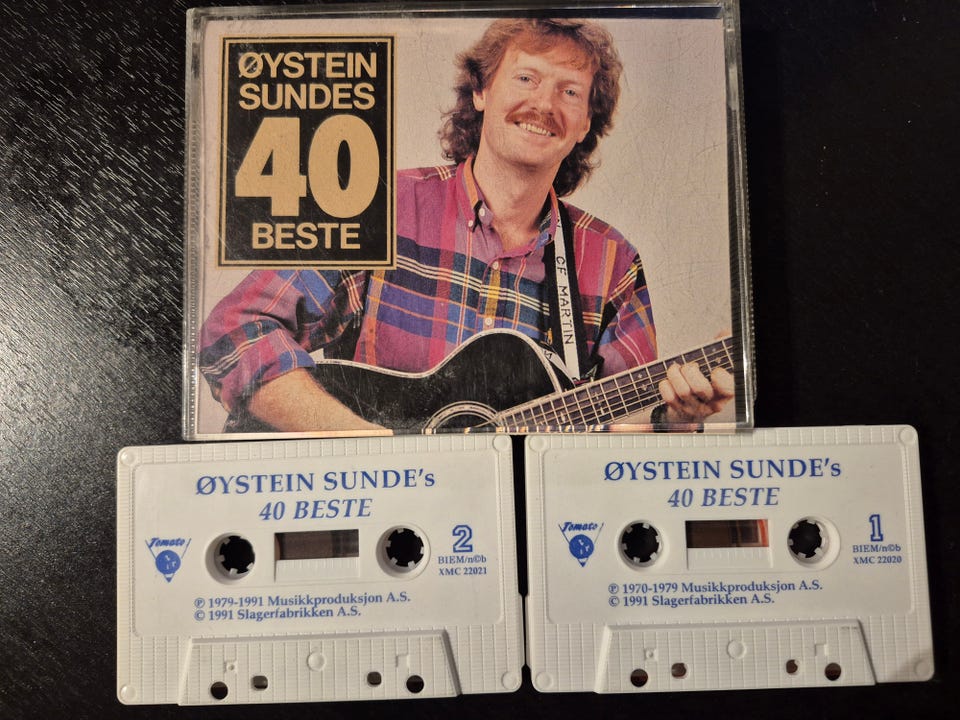 ØYSTEIN
SUNDES
40
BESTE
CF MARTIN
ØYSTEIN SUNDE's
40 BESTE
Tomato
2
BIEM/n©b
XMC 22021
℗ 1979-1991 Musikkproduksjon A.S.
© 1991 Slagerfabrikken A.S.
ØYSTEIN SUNDE's
40 BESTE
Tomato
1
BIEM/n©b
XMC 22020
℗ 1970-1979 Musikkproduksjon A.S.
© 1991 Slagerfabrikken A.S.